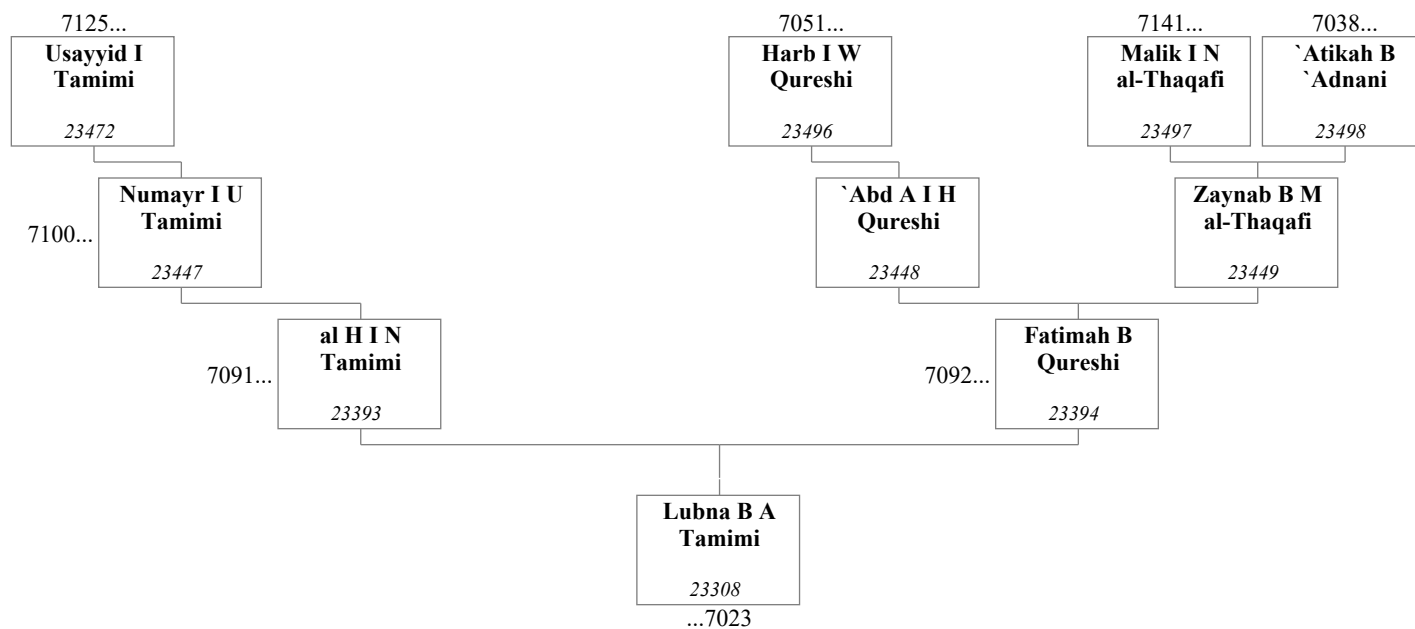 7125...
7051...
7141...
7038...
Usayyid I
Tamimi
23472
Harb I W
Qureshi
23496
Malik I N
al-Thaqafi
23497
`Atikah B
`Adnani
23498
7100...
Numayr I U
Tamimi
23447
`Abd A I H
Qureshi
23448
Zaynab B M
al-Thaqafi
23449
7091...
al H I N
Tamimi
23393
7092...
Fatimah B
Qureshi
23394
Lubna B A
Tamimi
23308
...7023